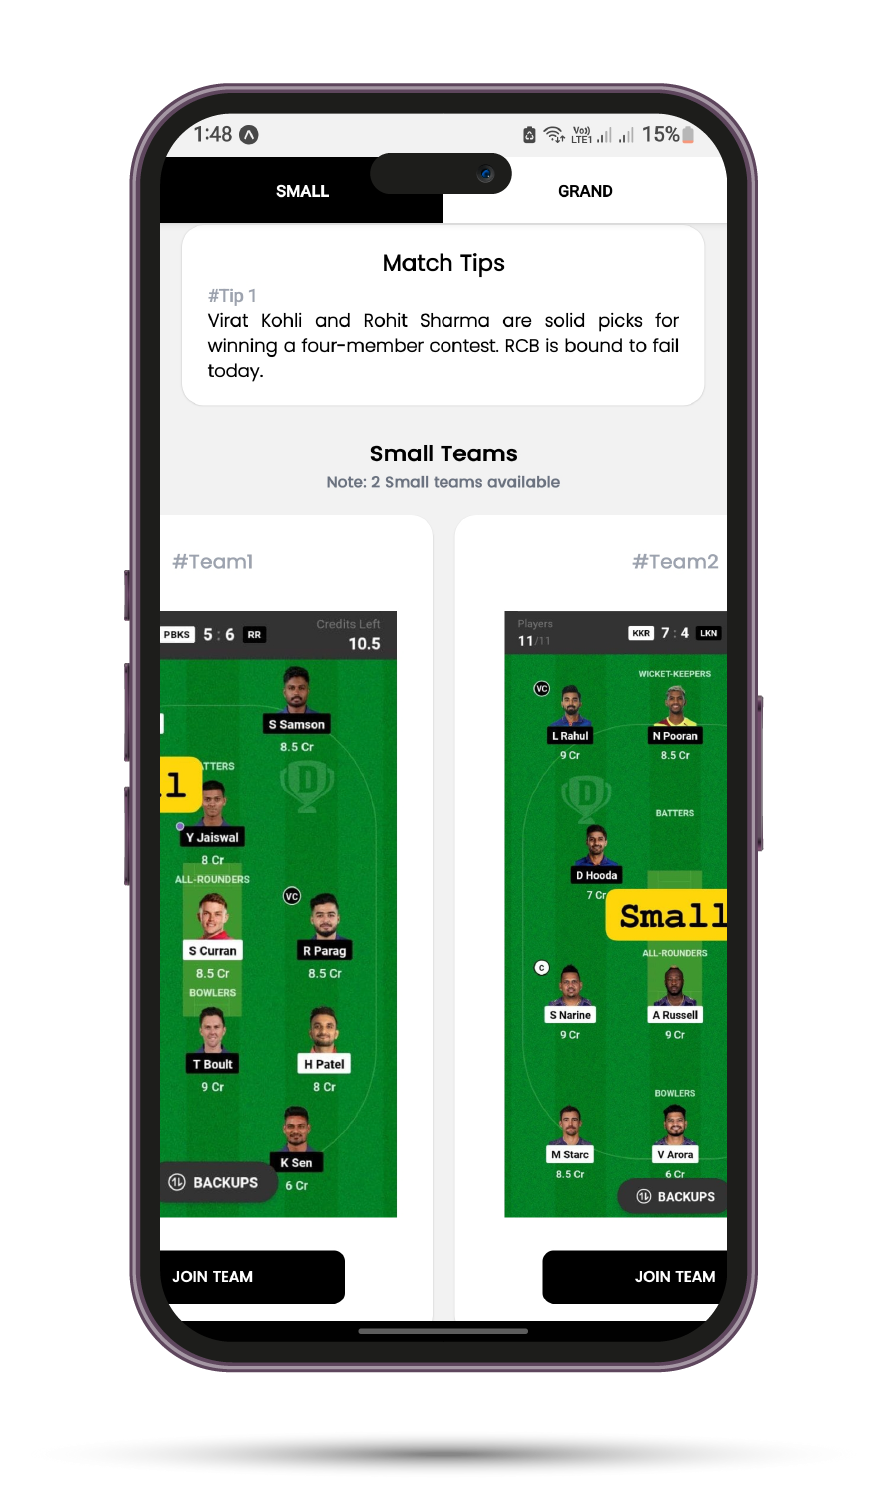 1:48
Vo))
LTE1
15%
SMALL
GRAND
Match Tips
#Tip 1
Virat Kohli and Rohit Sharma are solid picks for
winning a four-member contest. RCB is bound to fail
today.
Small Teams
Note: 2 Small teams available
#Team1
PBKS 5 : 6 RR
Credits Left
10.5
S Samson
8.5 Cr
TTERS
D
Y Jaiswal
8 Cr
ALL-ROUNDERS
VC
S Curran
R Parag
8.5 Cr
8.5 Cr
BOWLERS
T Boult
H Patel
9 Cr
8 Cr
K Sen
6 Cr
BACKUPS
JOIN TEAM
#Team2
Players
11/11
KKR 7 : 4 LKN
WICKET-KEEPERS
VC
L Rahul
N Pooran
9 Cr
8.5 Cr
D
BATTERS
D Hooda
7 Cr
Small
ALL-ROUNDERS
C
S Narine
A Russell
9 Cr
9 Cr
BOWLERS
M Starc
V Arora
8.5 Cr
6 Cr
BACKUPS
JOIN TEAM